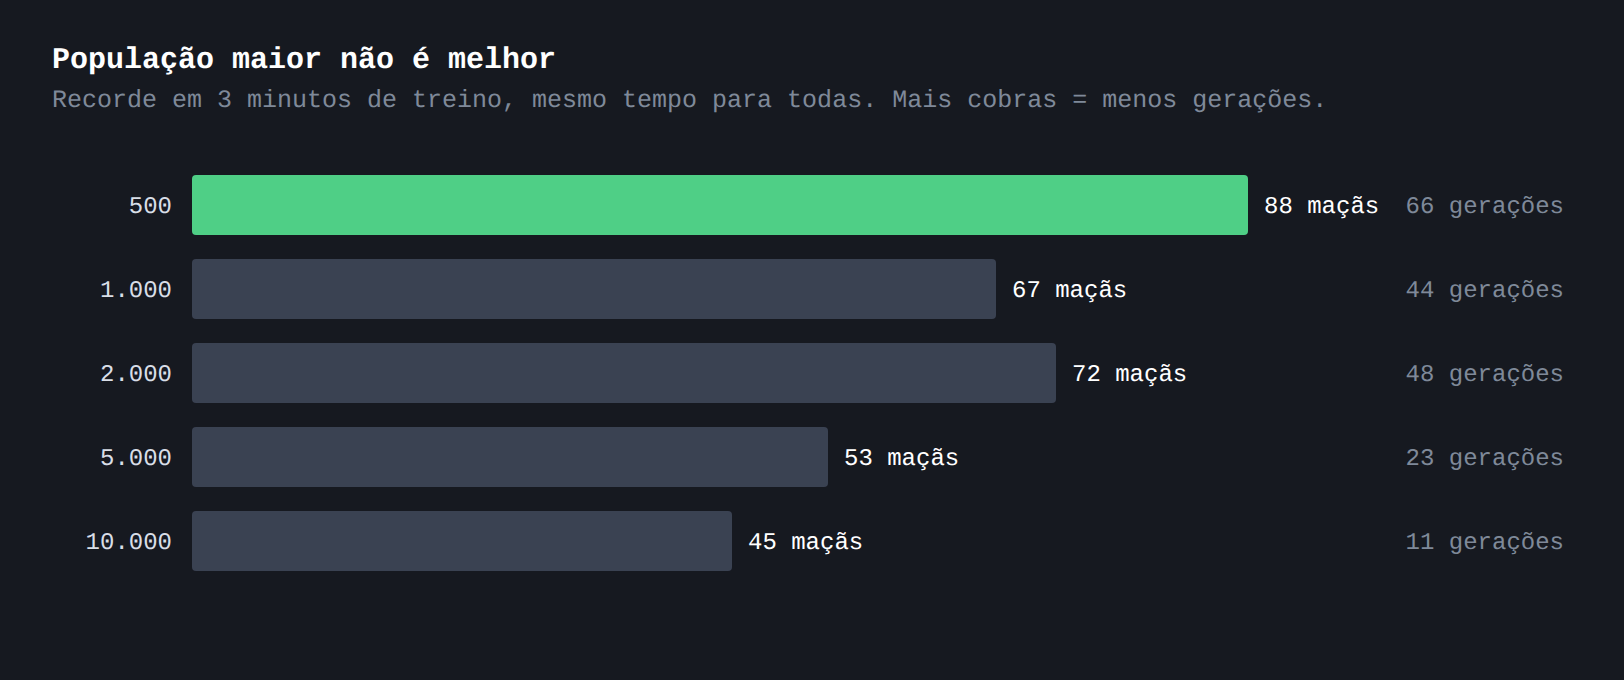 População maior não é melhor
Recorde em 3 minutos de treino, mesmo tempo para todas. Mais cobras = menos gerações.
500 88 maçãs 66 gerações
1.000 67 maçãs 44 gerações
2.000 72 maçãs 48 gerações
5.000 53 maçãs 23 gerações
10.000 45 maçãs 11 gerações